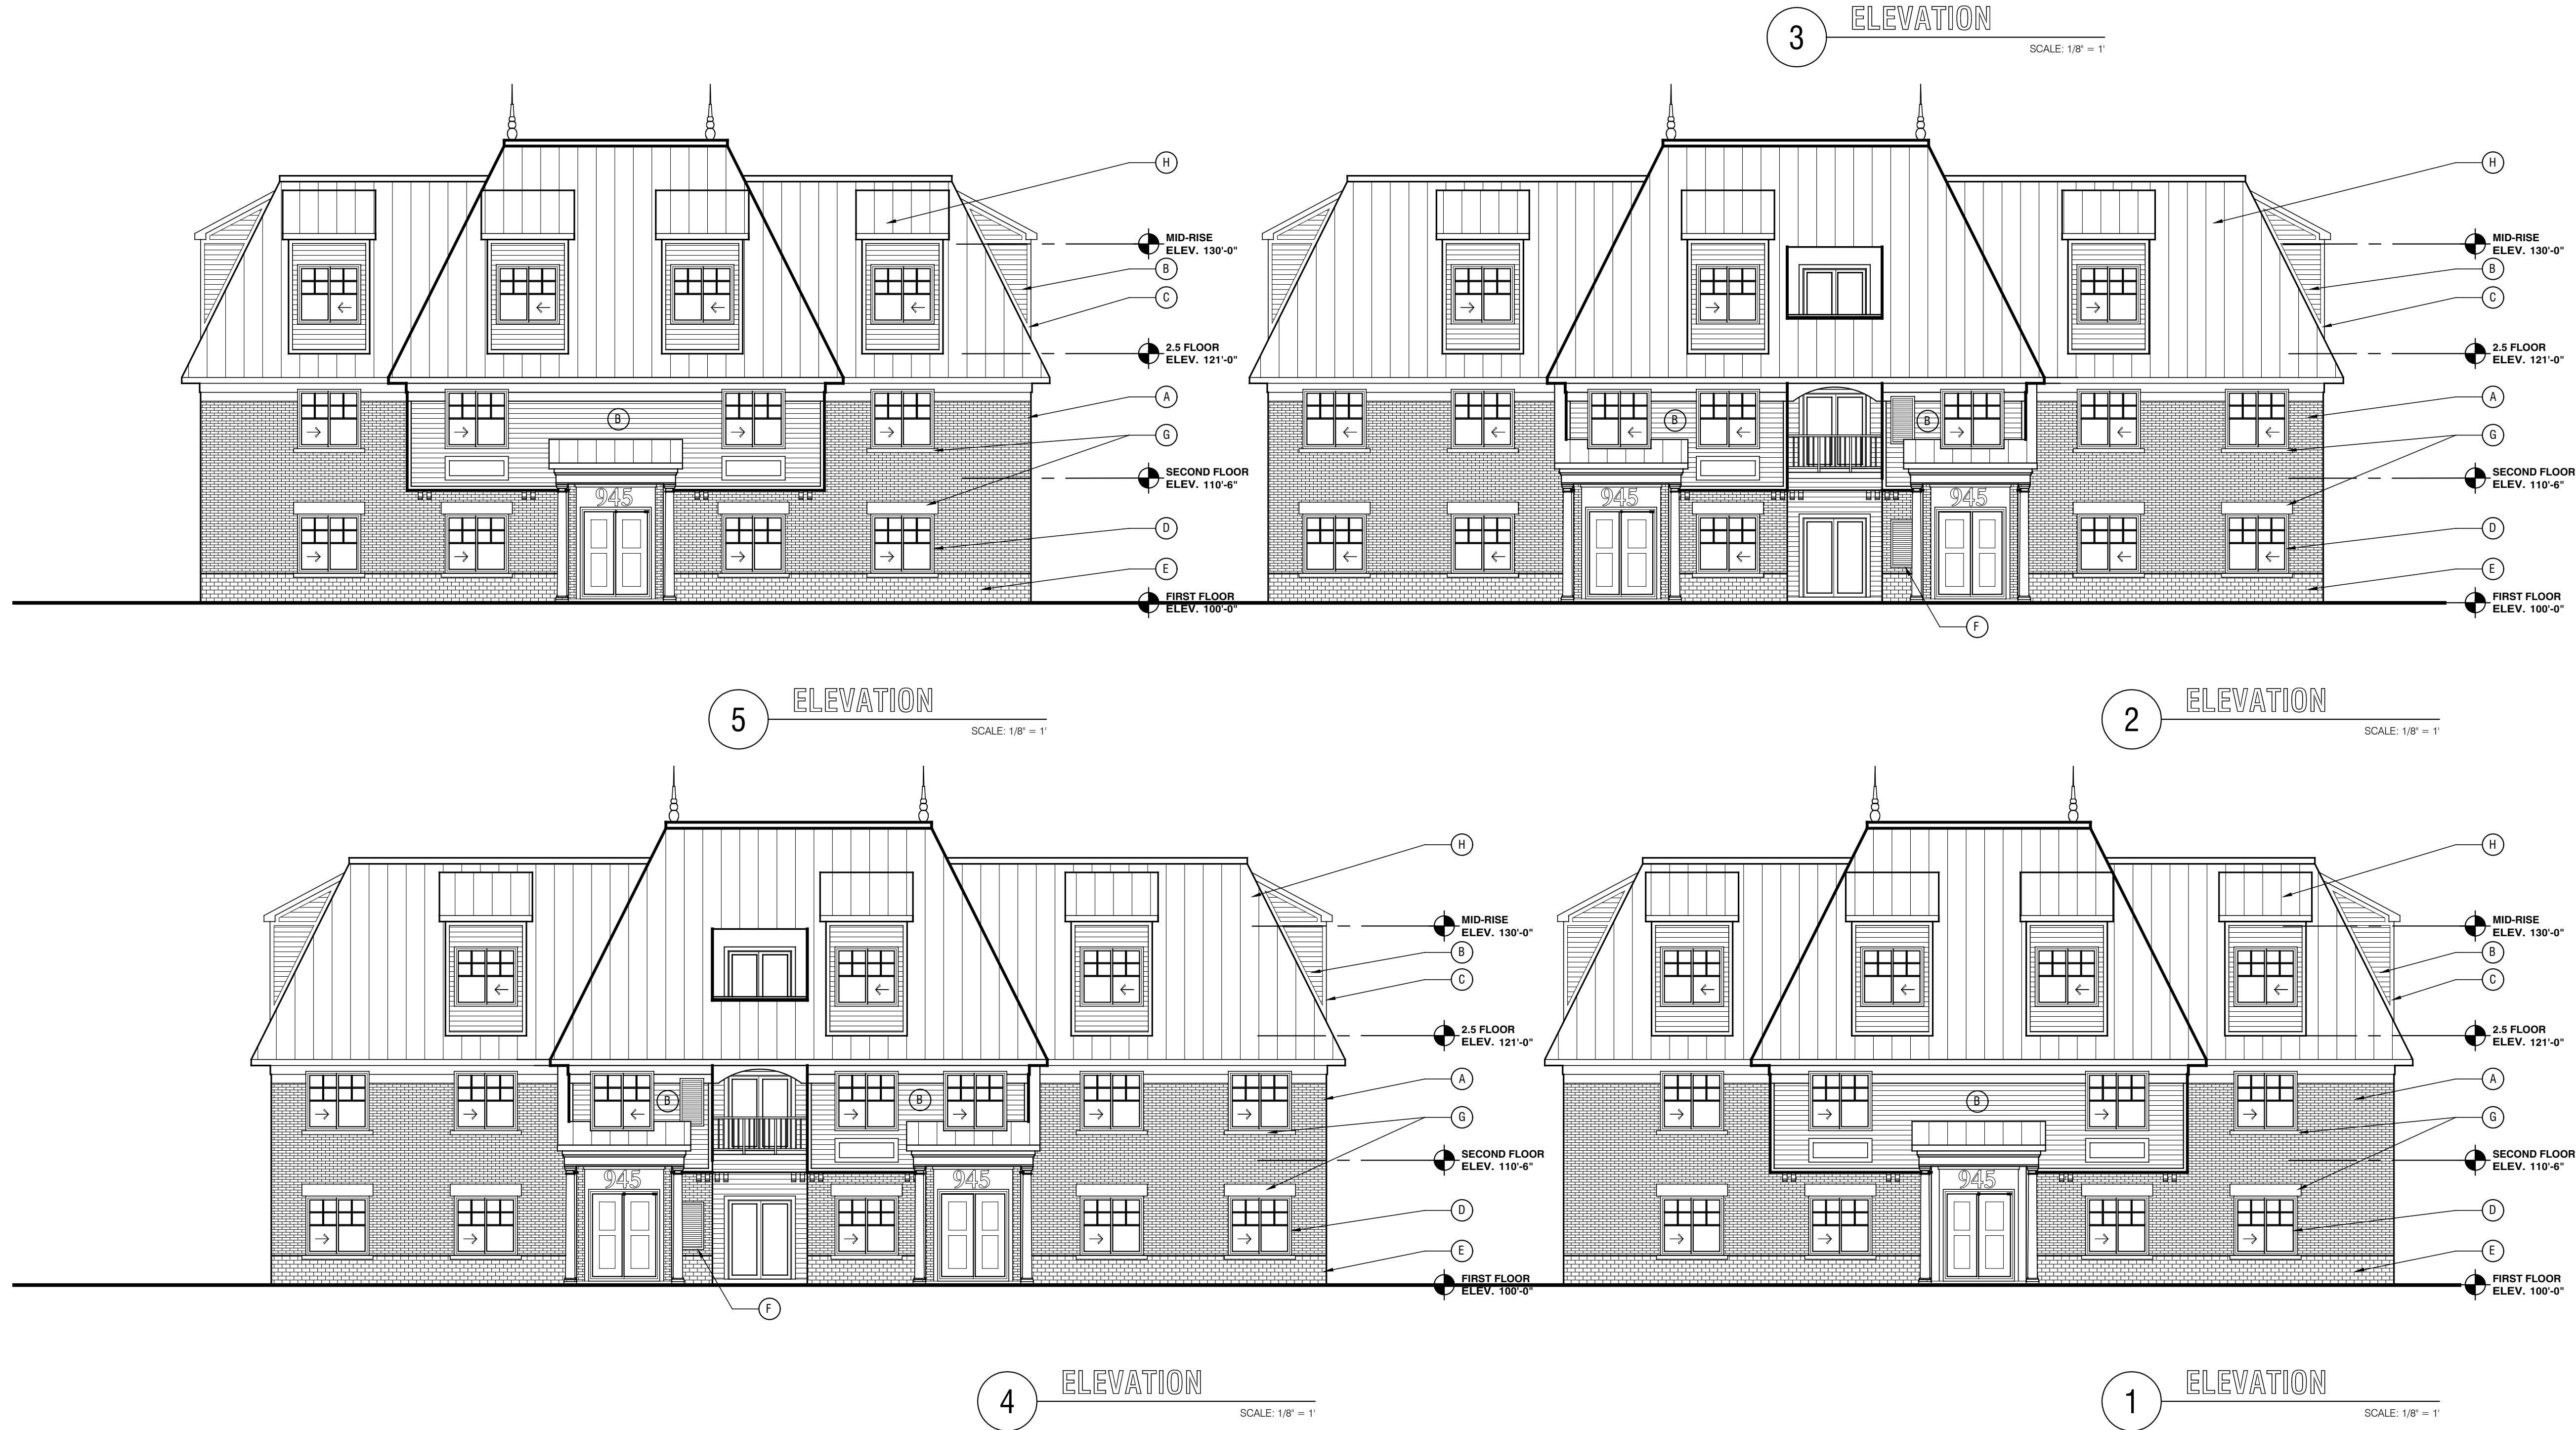 3
ELEVATION
SCALE: 1/8" = 1'
H
MID-RISE
ELEV. 130'-0"
B
C
2.5 FLOOR
ELEV. 121'-0"
A
B
G
SECOND FLOOR
ELEV. 110'-6"
945
D
E
FIRST FLOOR
ELEV. 100'-0"
5
ELEVATION
SCALE: 1/8" = 1'
H
MID-RISE
ELEV. 130'-0"
B
C
2.5 FLOOR
ELEV. 121'-0"
A
B
B
G
SECOND FLOOR
ELEV. 110'-6"
945
945
D
E
FIRST FLOOR
ELEV. 100'-0"
F
2
ELEVATION
SCALE: 1/8" = 1'
H
MID-RISE
ELEV. 130'-0"
B
C
2.5 FLOOR
ELEV. 121'-0"
A
B
B
G
SECOND FLOOR
ELEV. 110'-6"
945
945
D
E
FIRST FLOOR
ELEV. 100'-0"
F
4
ELEVATION
SCALE: 1/8" = 1'
H
MID-RISE
ELEV. 130'-0"
B
C
2.5 FLOOR
ELEV. 121'-0"
A
B
G
SECOND FLOOR
ELEV. 110'-6"
945
D
E
FIRST FLOOR
ELEV. 100'-0"
1
ELEVATION
SCALE: 1/8" = 1'